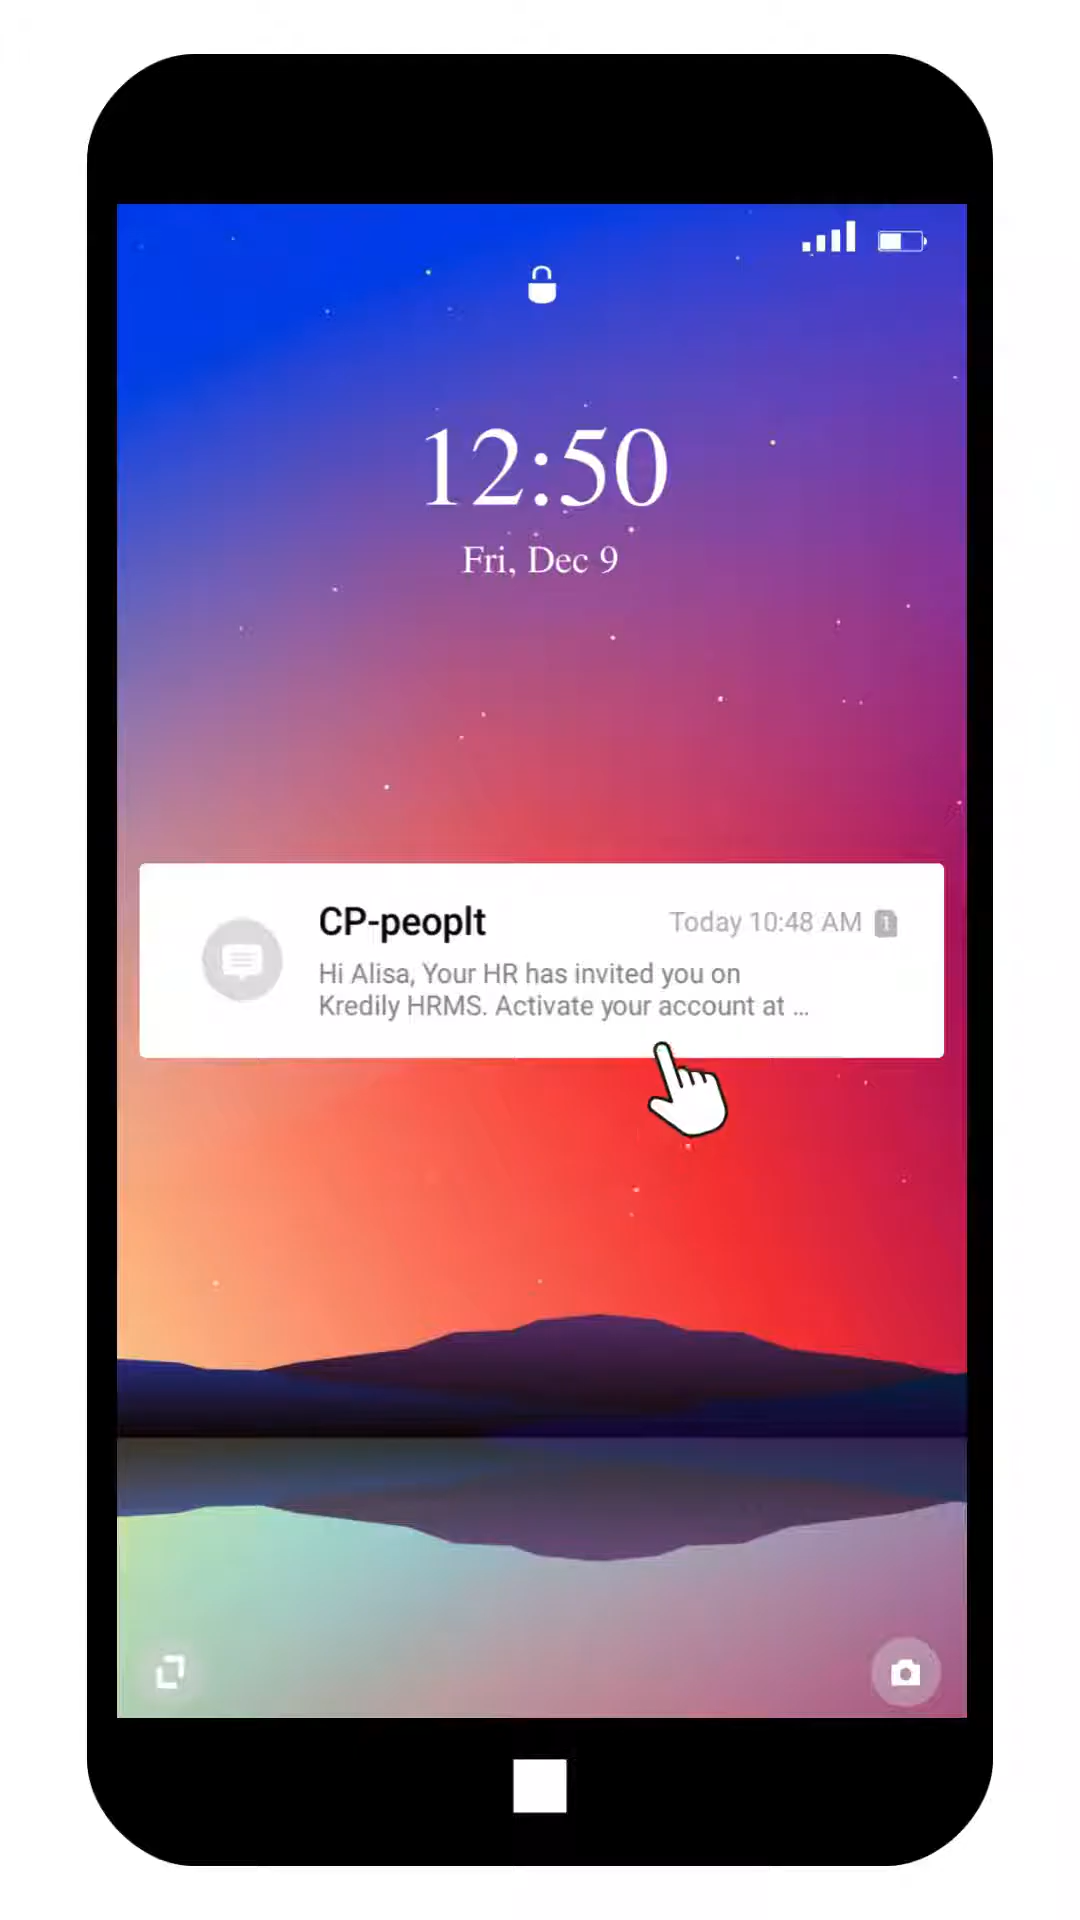 12:50
Fri, Dec 9
CP-peoplt
Today 10:48 AM 1
Hi Alisa, Your HR has invited you on
Kredily HRMS. Activate your account at ...